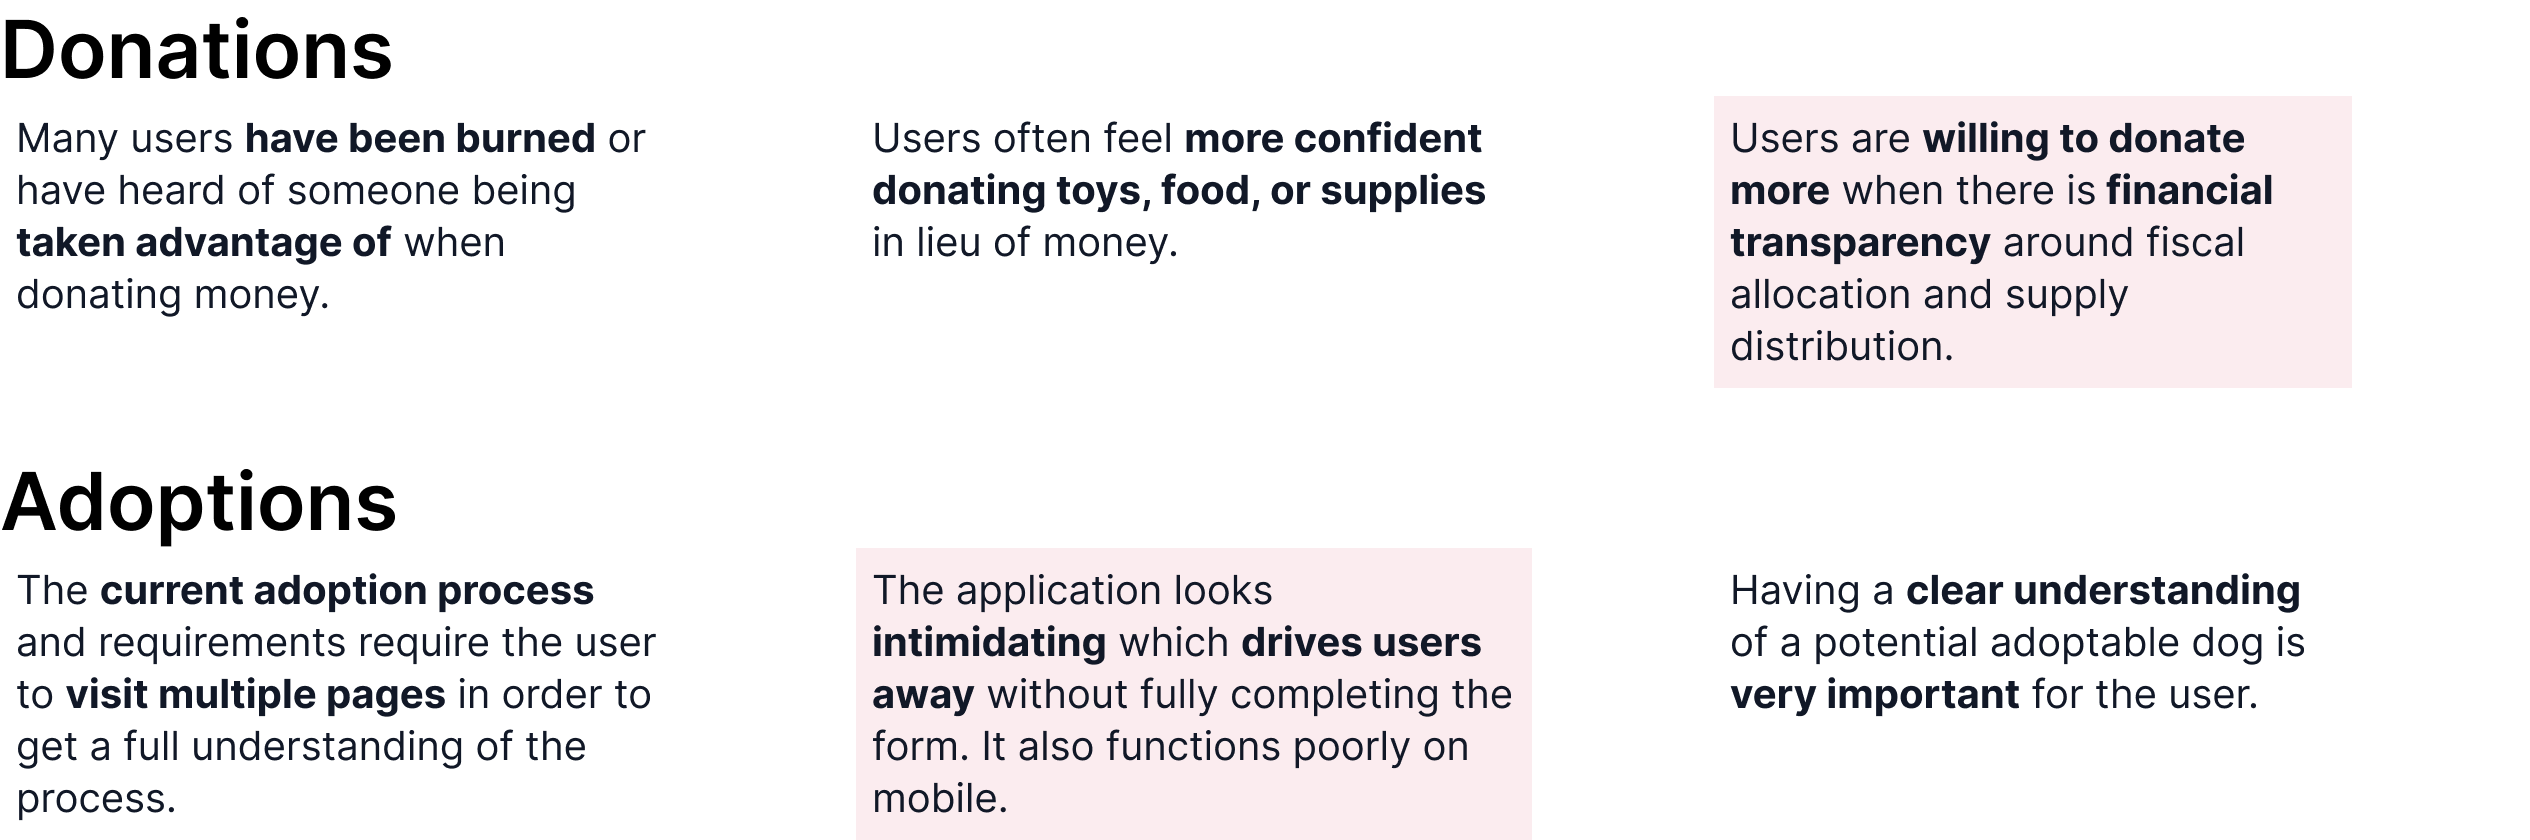 Donations
Many users have been burned or
have heard of someone being
taken advantage of when
donating money.
Users often feel more confident
donating toys, food, or supplies
in lieu of money.
Users are willing to donate
more when there is financial
transparency around fiscal
allocation and supply
distribution.
Adoptions
The current adoption process
and requirements require the user
to visit multiple pages in order to
get a full understanding of the
process.
The application looks
intimidating which drives users
away without fully completing the
form. It also functions poorly on
mobile.
Having a clear understanding
of a potential adoptable dog is
very important for the user.